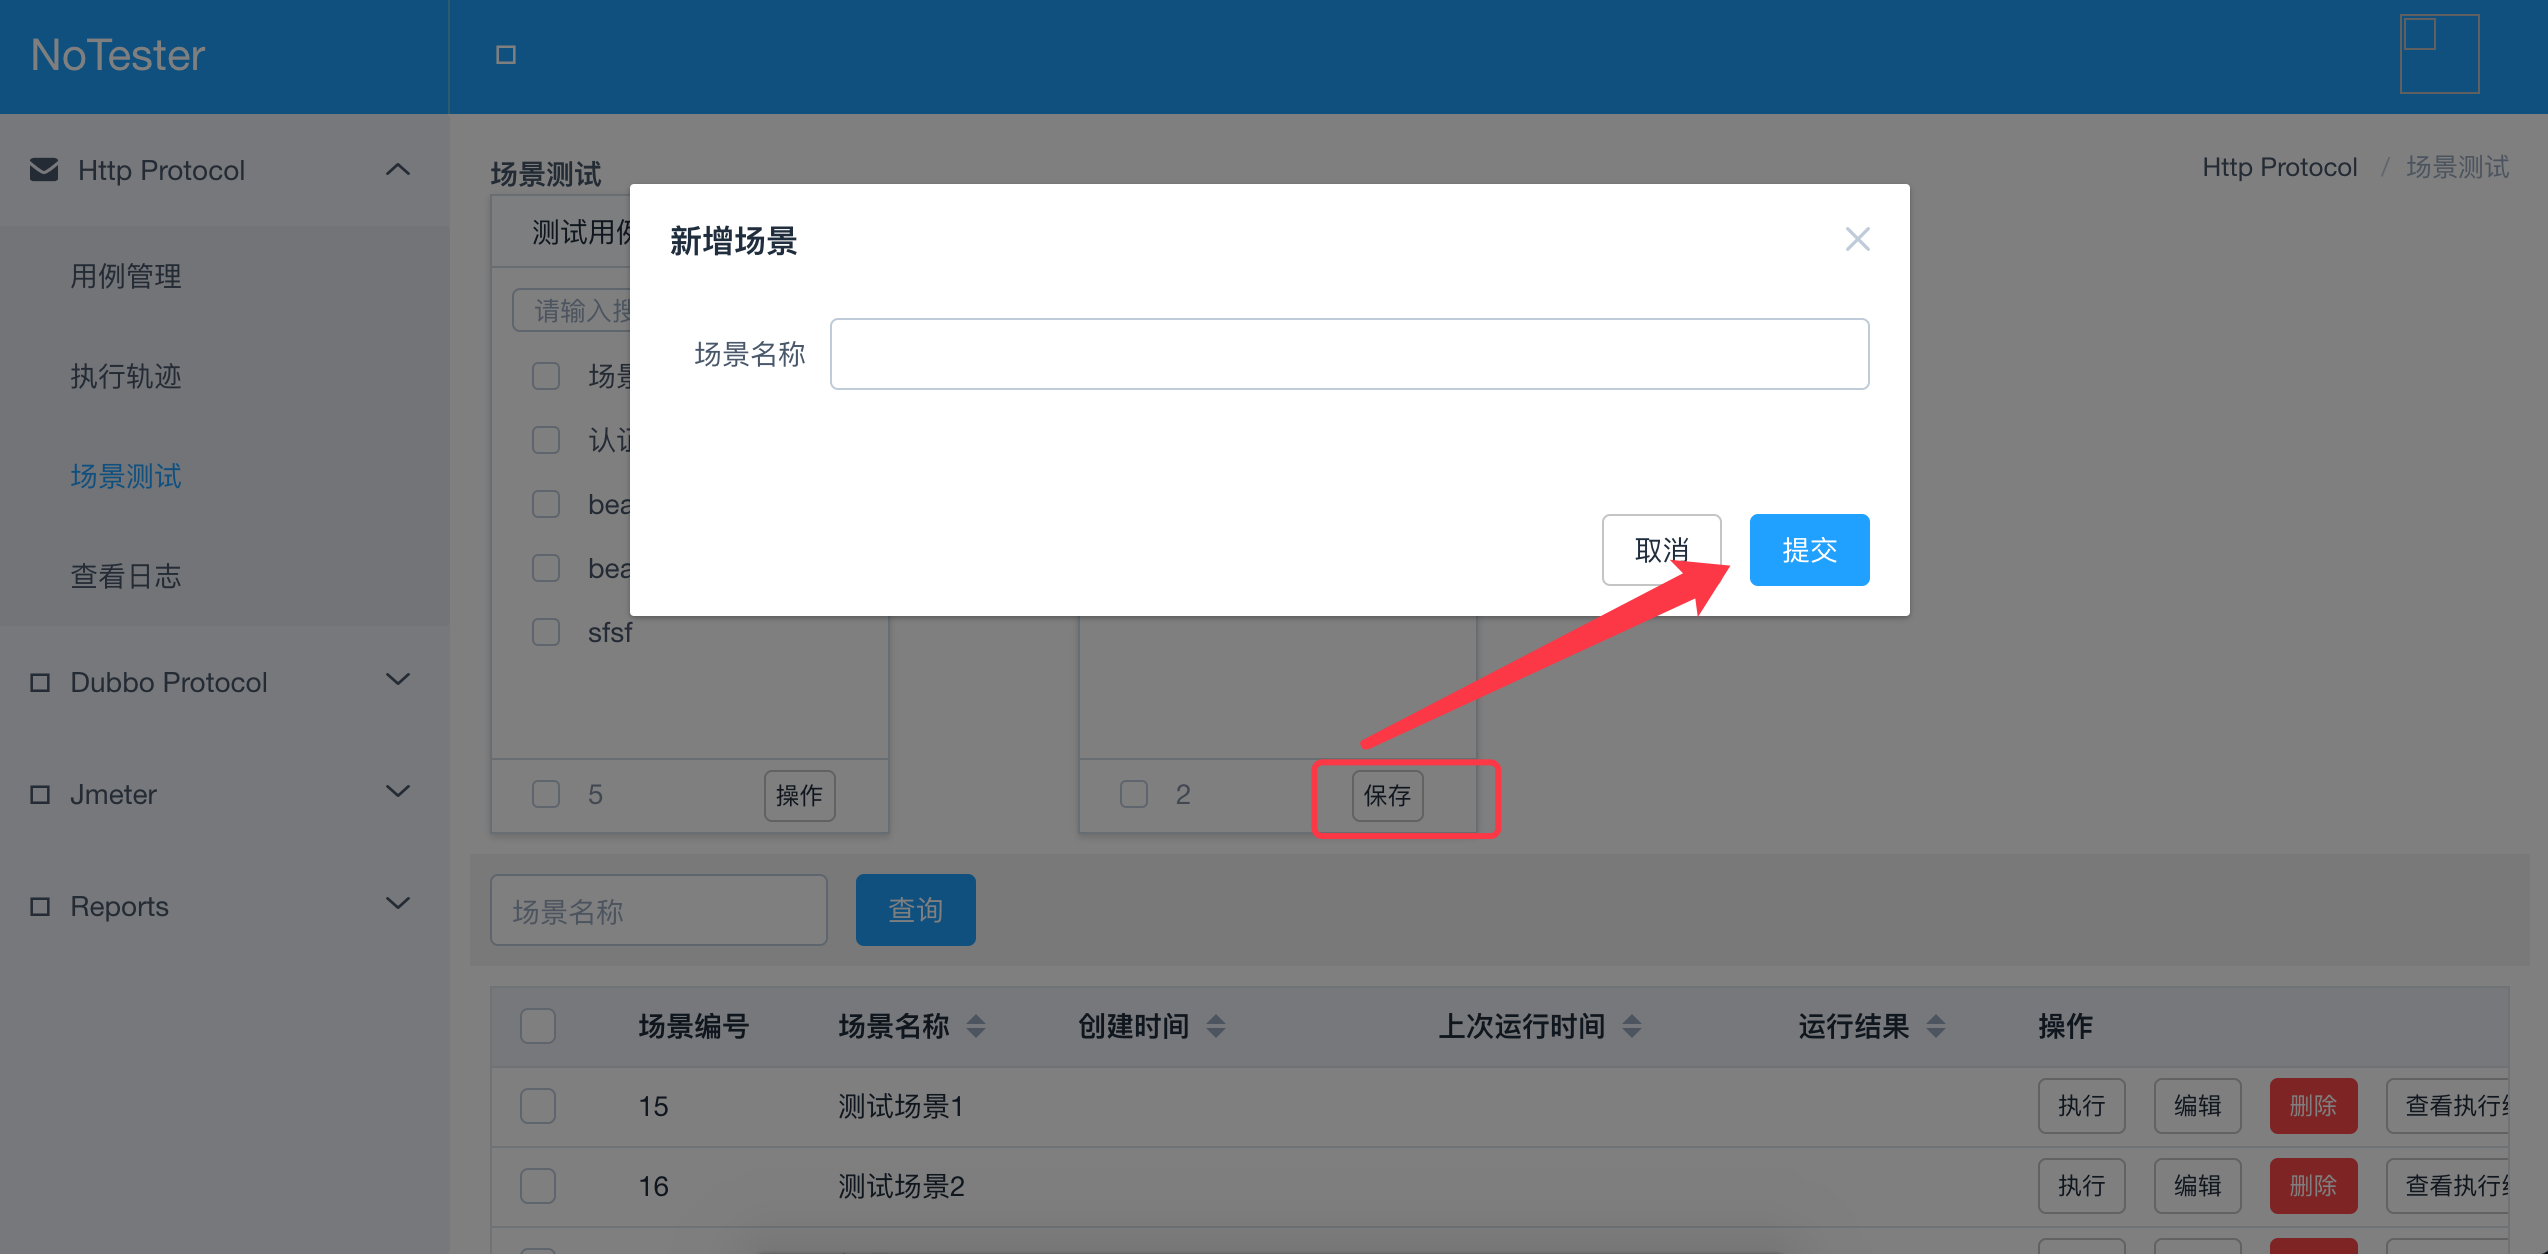 NoTester
Http Protocol
用例管理
执行轨迹
场景测试
查看日志
Dubbo Protocol
Jmeter
Reports
场景测试
Http Protocol / 场景测试
测试用例
请输入搜
场景
认证
bea
bea
sfsf
5
操作
2
保存
新增场景
场景名称
取消
提交
场景名称
查询
场景编号 场景名称 创建时间 上次运行时间 运行结果 操作
15 测试场景1 执行 编辑 删除 查看执行结
16 测试场景2 执行 编辑 删除 查看执行结